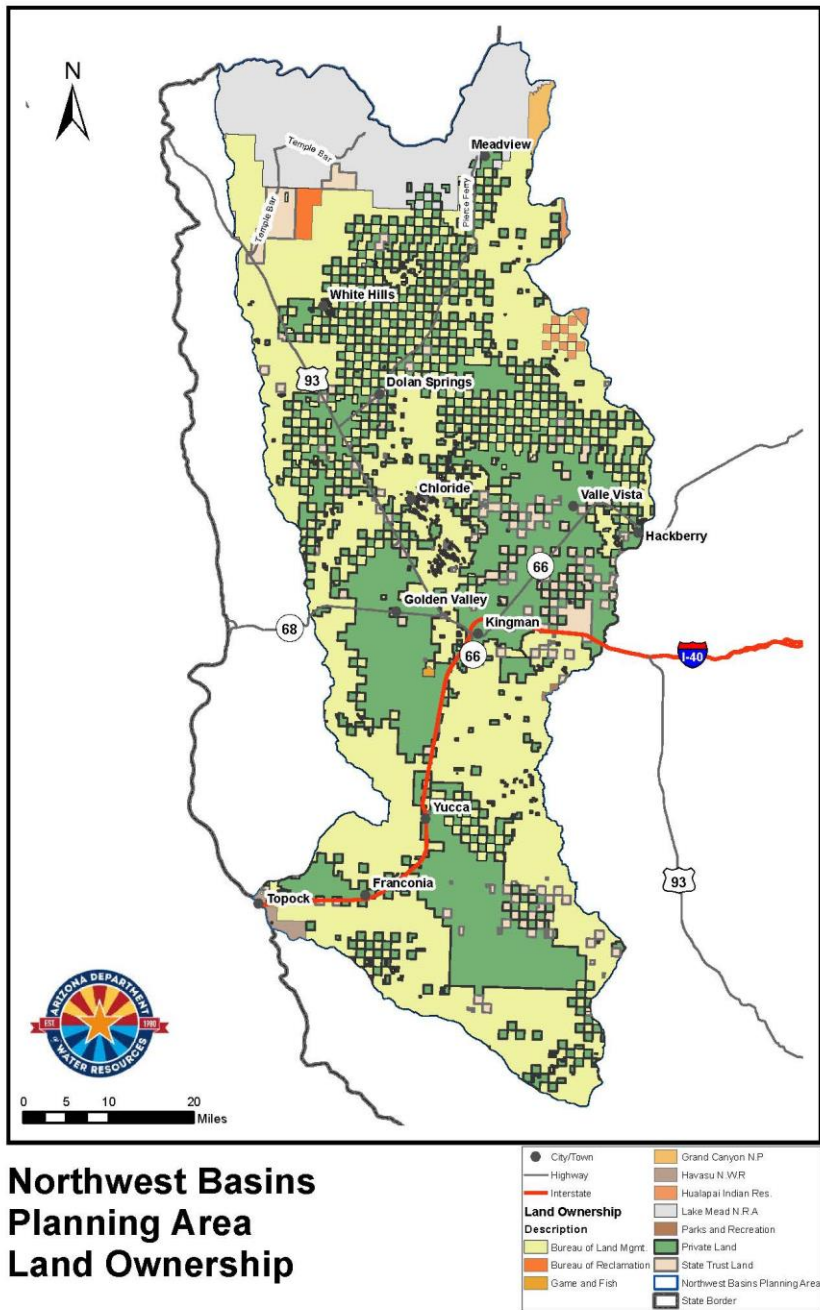 N
Meadview
Temple Bar
Temple Bar
Pierce Ferry
White Hills
93
Dolan Springs
Chloride
Valle Vista
Hackberry
66
Golden Valley
Kingman
68
66
I-40
Yucca
93
Franconia
Topock
ARIZONA DEPARTMENT
EST. 1980
of
WATER RESOURCES
0 5 10 20
Miles
Northwest Basins
Planning Area
Land Ownership
City/Town
Highway
Interstate
Land Ownership
Description
Bureau of Land Mgmt.
Bureau of Reclamation
Game and Fish
Grand Canyon N.P
Havasu N.W.R
Hualapai Indian Res.
Lake Mead N.R.A
Parks and Recreation
Private Land
State Trust Land
Northwest Basins Planning Area
State Border